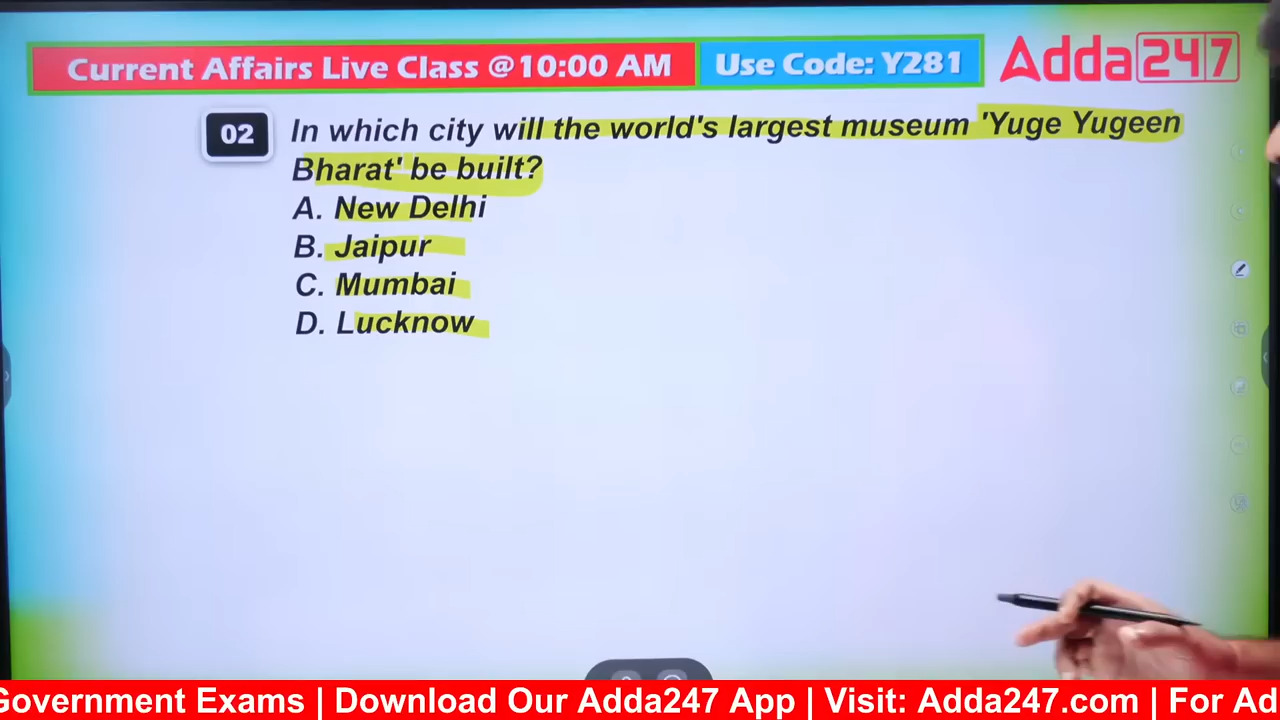 Current Affairs Live Class @10:00 AM
Use Code: Y281
Adda247
02
In which city will the world's largest museum 'Yuge Yugeen
Bharat' be built?
A. New Delhi
B. Jaipur
C. Mumbai
D. Lucknow
Government Exams | Download Our Adda247 App | Visit: Adda247.com | For Ad